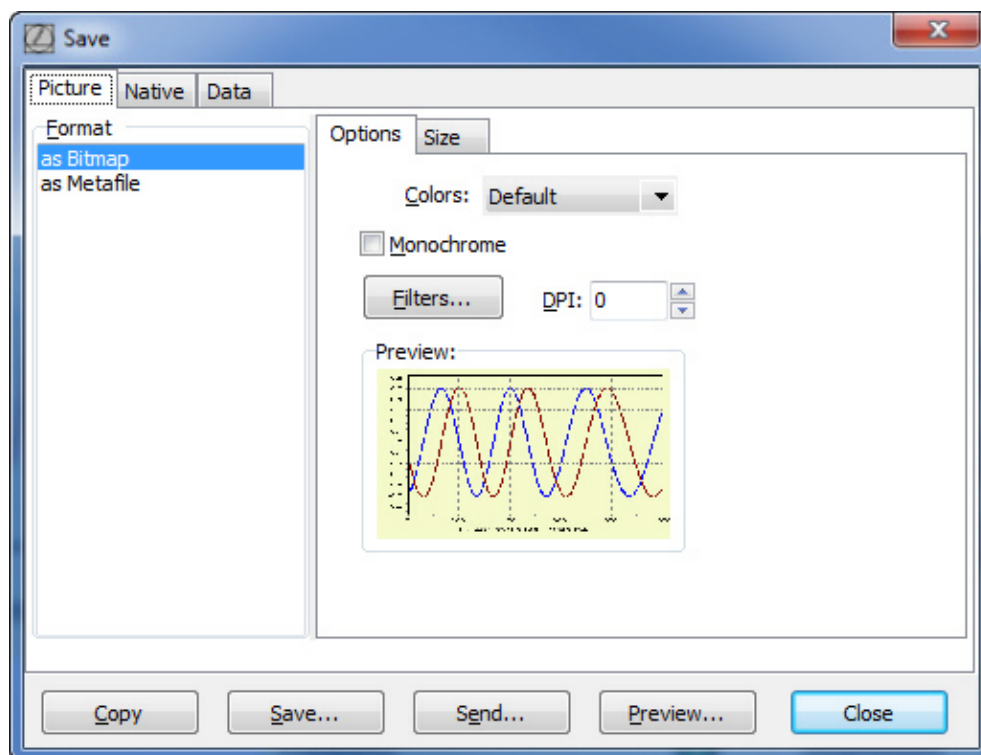 Save
Picture Native Data
Format
as Bitmap
as Metafile
Options Size
Colors: Default
Monochrome
Filters... DPI: 0
Preview:
Copy Save... Send... Preview... Close